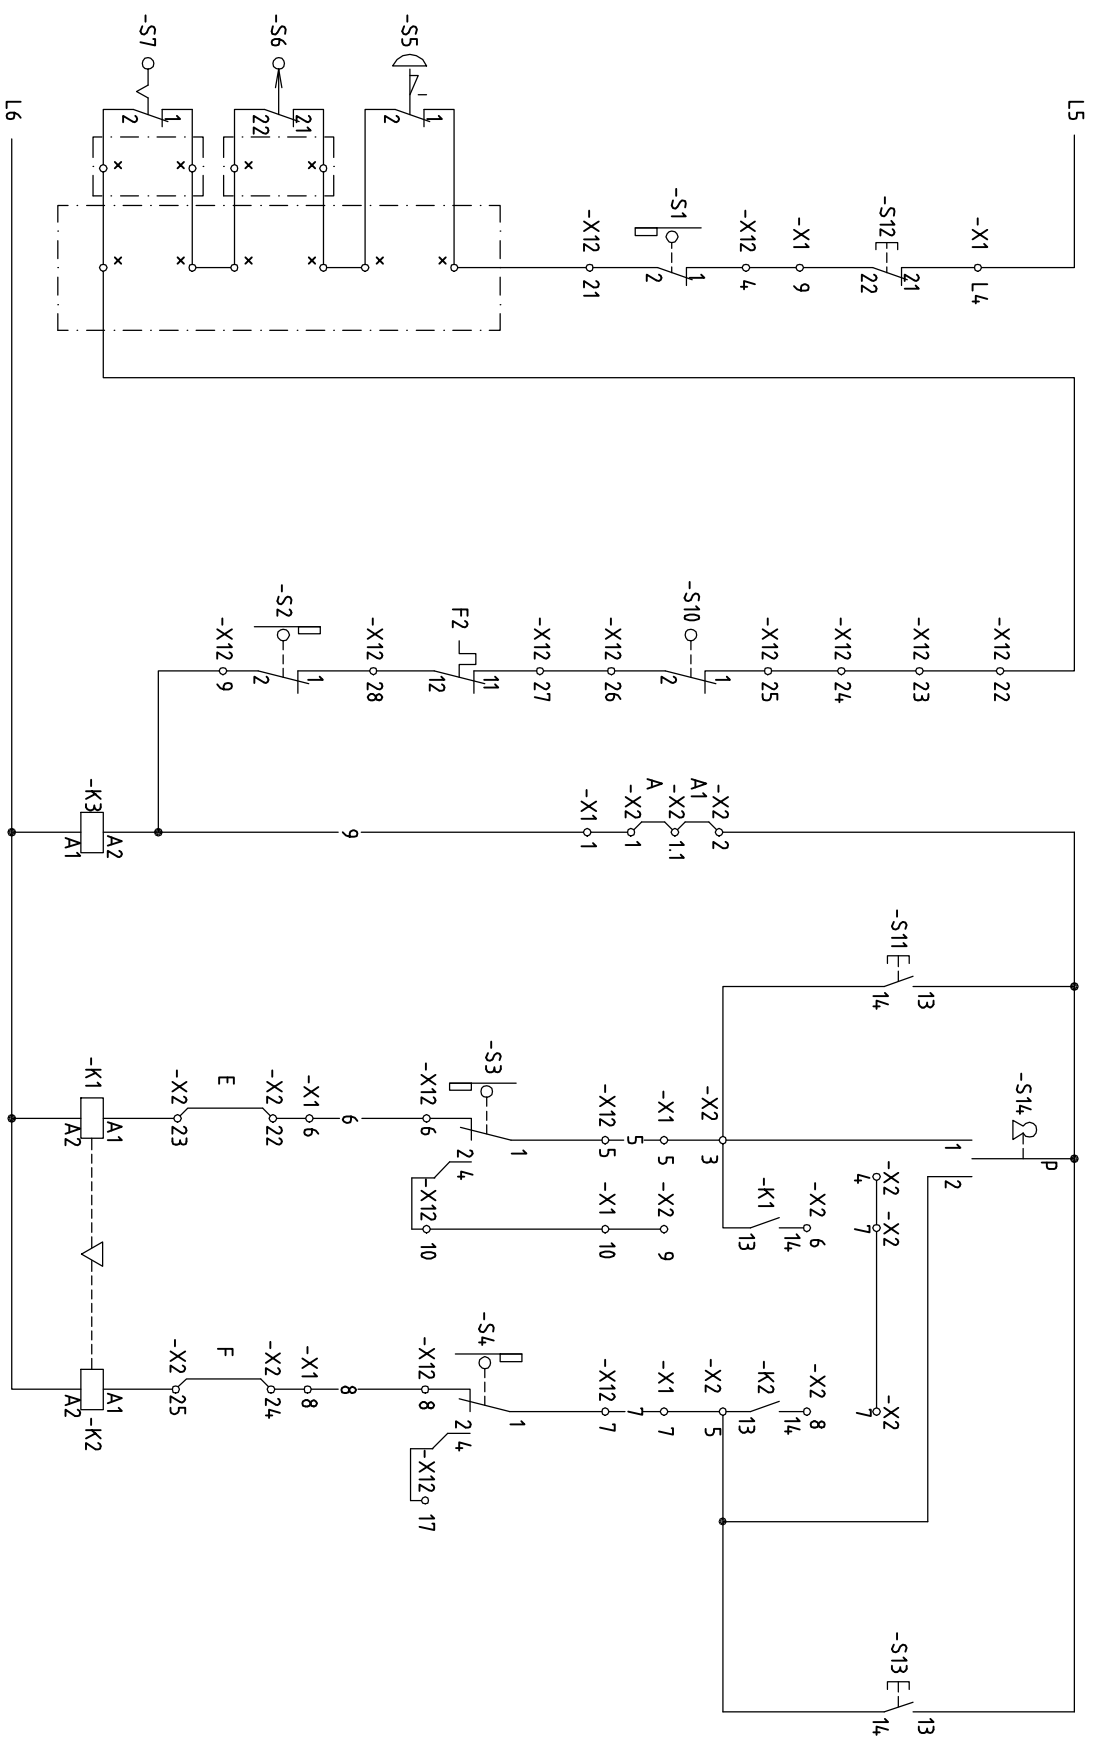 L5
-X1 L4
-S12 21
22
-X1 9
-X12 4
-S1 1
2
-X12 21
-S5 1
2
x
x
-S6 21
22
x x
x x
-S7 1
2
x x
x x
L6
-X12 22
-X12 23
-X12 24
-X12 25
-S10 1
2
-X12 26
-X12 27
F2 11
12
-X12 28
-S2 1
2
-X12 9
-X2 2
A1
-X2 1.1
A
-X2 1
-X1 1
9
-K3 A2
A1
-S11 13
14
-S14 P
1 2
-X2 4
-X2 7
-X2 7
-X2 6
-K1 14
13
-X2 3
-X1 5
5
-X12 5
-S3 1
2 4
-X2 9
-X1 10
-X12 10
-X12 6
6
-X1 6
-X2 22
E
-X2 23
-K1 A1
A2
-X2 8
-K2 14
13
-X2 5
-X1 7
7
-X12 7
-S4 1
2 4
-X12 17
-X12 8
8
-X1 8
-X2 24
F
-X2 25
A1 -K2
A2
-S13 13
14